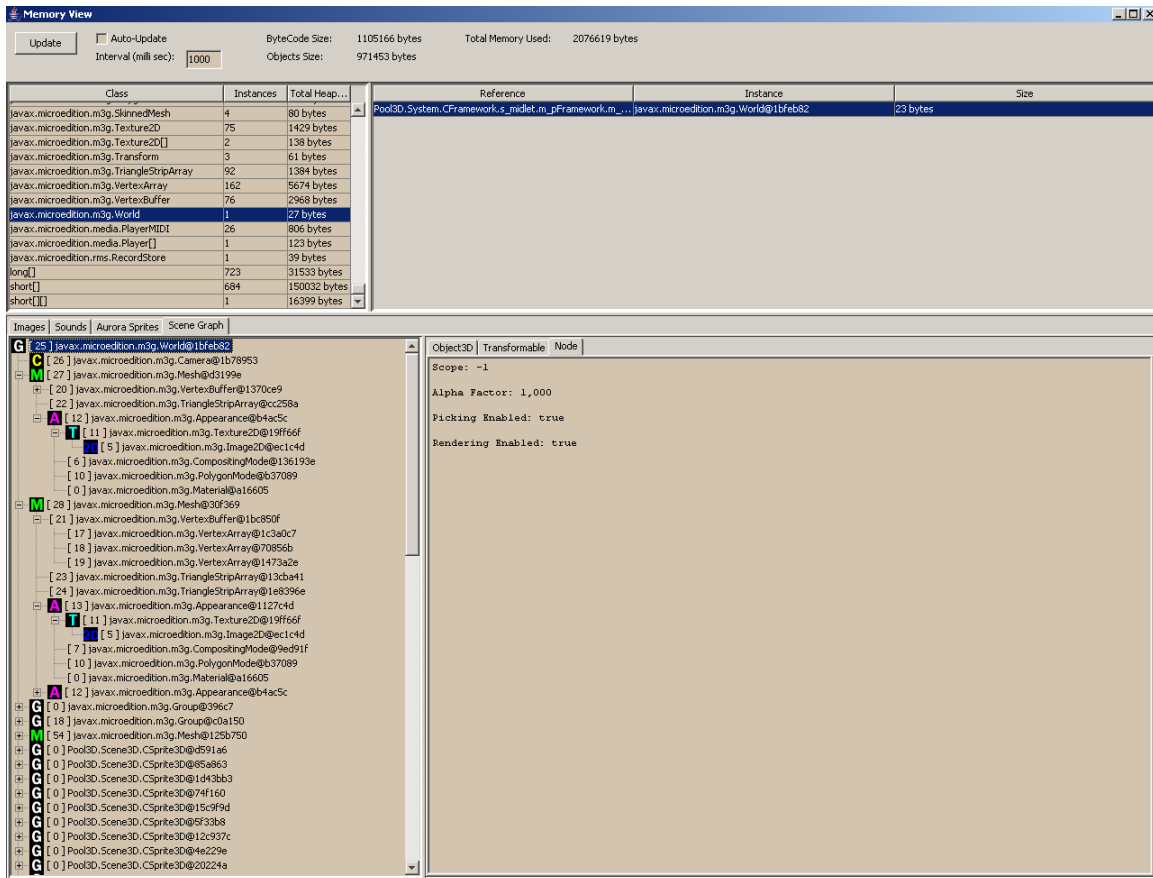 Memory View
Update
Auto-Update
ByteCode Size: 1105166 bytes Total Memory Used: 2076619 bytes
Interval (milli sec): 1000 Objects Size: 971453 bytes
Class Instances Total Heap...
javax.microedition.m3g.SkinnedMesh 4 80 bytes
javax.microedition.m3g.Texture2D 75 1429 bytes
javax.microedition.m3g.Texture2D[] 2 138 bytes
javax.microedition.m3g.Transform 3 61 bytes
javax.microedition.m3g.TriangleStripArray 92 1384 bytes
javax.microedition.m3g.VertexArray 162 5674 bytes
javax.microedition.m3g.VertexBuffer 76 2968 bytes
javax.microedition.m3g.World 1 27 bytes
javax.microedition.media.PlayerMIDI 26 806 bytes
javax.microedition.media.Player[] 1 123 bytes
javax.microedition.rms.RecordStore 1 39 bytes
long[] 723 31533 bytes
short[] 684 150032 bytes
short[][] 1 16399 bytes
Reference Instance Size
Pool3D.System.CFramework.s_midlet.m_pFramework.m_... javax.microedition.m3g.World@1bfeb82 23 bytes
Images Sounds Aurora Sprites Scene Graph
G [ 25 ] javax.microedition.m3g.World@1bfeb82
C [ 26 ] javax.microedition.m3g.Camera@1b78953
M [ 27 ] javax.microedition.m3g.Mesh@d3199e
[ 20 ] javax.microedition.m3g.VertexBuffer@1370ce9
[ 22 ] javax.microedition.m3g.TriangleStripArray@cc258a
A [ 12 ] javax.microedition.m3g.Appearance@b4ac5c
T [ 11 ] javax.microedition.m3g.Texture2D@19ff66f
2D [ 5 ] javax.microedition.m3g.Image2D@ec1c4d
[ 6 ] javax.microedition.m3g.CompositingMode@136193e
[ 10 ] javax.microedition.m3g.PolygonMode@b37089
[ 0 ] javax.microedition.m3g.Material@a16605
M [ 28 ] javax.microedition.m3g.Mesh@30f369
[ 21 ] javax.microedition.m3g.VertexBuffer@1bc850f
[ 17 ] javax.microedition.m3g.VertexArray@1c3a0c7
[ 18 ] javax.microedition.m3g.VertexArray@70856b
[ 19 ] javax.microedition.m3g.VertexArray@1473a2e
[ 23 ] javax.microedition.m3g.TriangleStripArray@13cba41
[ 24 ] javax.microedition.m3g.TriangleStripArray@1e8396e
A [ 13 ] javax.microedition.m3g.Appearance@1127c4d
T [ 11 ] javax.microedition.m3g.Texture2D@19ff66f
2D [ 5 ] javax.microedition.m3g.Image2D@ec1c4d
[ 7 ] javax.microedition.m3g.CompositingMode@9ed91f
[ 10 ] javax.microedition.m3g.PolygonMode@b37089
[ 0 ] javax.microedition.m3g.Material@a16605
A [ 12 ] javax.microedition.m3g.Appearance@b4ac5c
G [ 0 ] javax.microedition.m3g.Group@396c7
G [ 18 ] javax.microedition.m3g.Group@c0a150
M [ 54 ] javax.microedition.m3g.Mesh@125b750
G [ 0 ] Pool3D.Scene3D.CSprite3D@d591a6
G [ 0 ] Pool3D.Scene3D.CSprite3D@85a863
G [ 0 ] Pool3D.Scene3D.CSprite3D@1d43bb3
G [ 0 ] Pool3D.Scene3D.CSprite3D@74f160
G [ 0 ] Pool3D.Scene3D.CSprite3D@15c9f9d
G [ 0 ] Pool3D.Scene3D.CSprite3D@5f33b8
G [ 0 ] Pool3D.Scene3D.CSprite3D@12c937c
G [ 0 ] Pool3D.Scene3D.CSprite3D@4e229e
G [ 0 ] Pool3D.Scene3D.CSprite3D@20224a
Object3D Transformable Node
Scope: -1
Alpha Factor: 1,000
Picking Enabled: true
Rendering Enabled: true